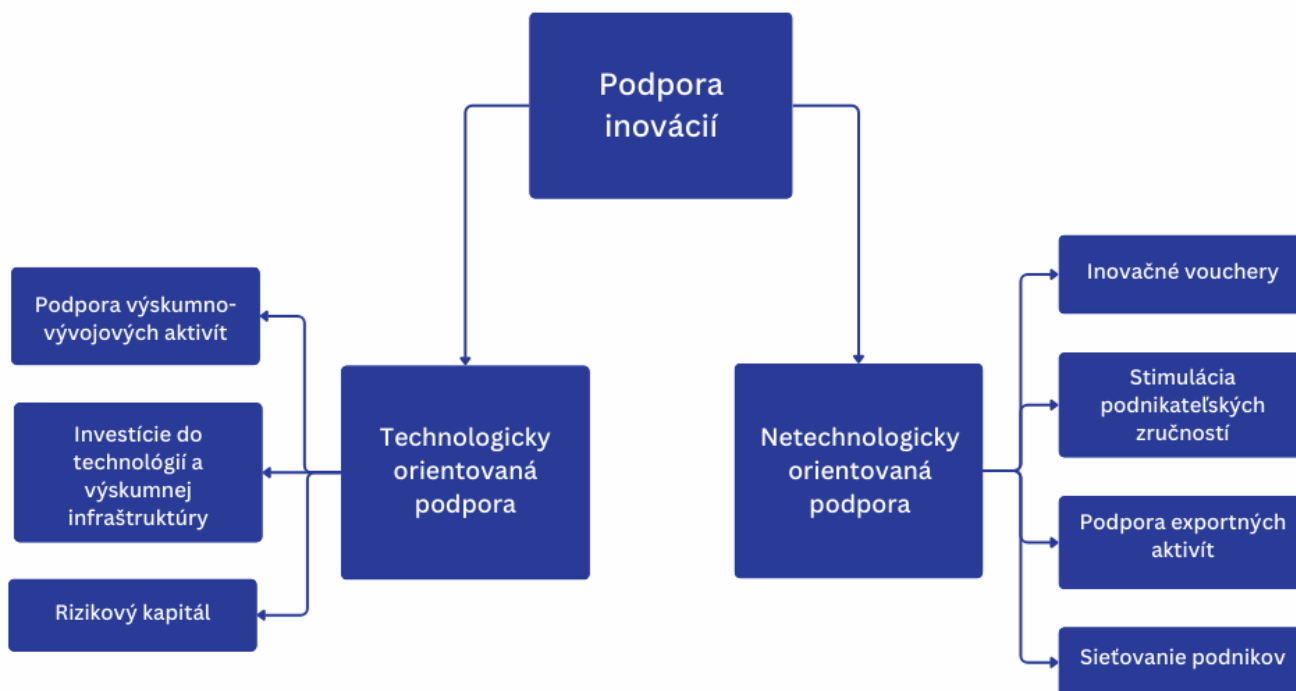 Podpora
inovácií
Podpora výskumno-
vývojových aktivít
Investície do
technológií a
výskumnej
infraštruktúry
Rizikový kapitál
Technologicky
orientovaná
podpora
Netechnologicky
orientovaná
podpora
Inovačné vouchery
Stimulácia
podnikateľských
zručností
Podpora exportných
aktivít
Sieťovanie podnikov